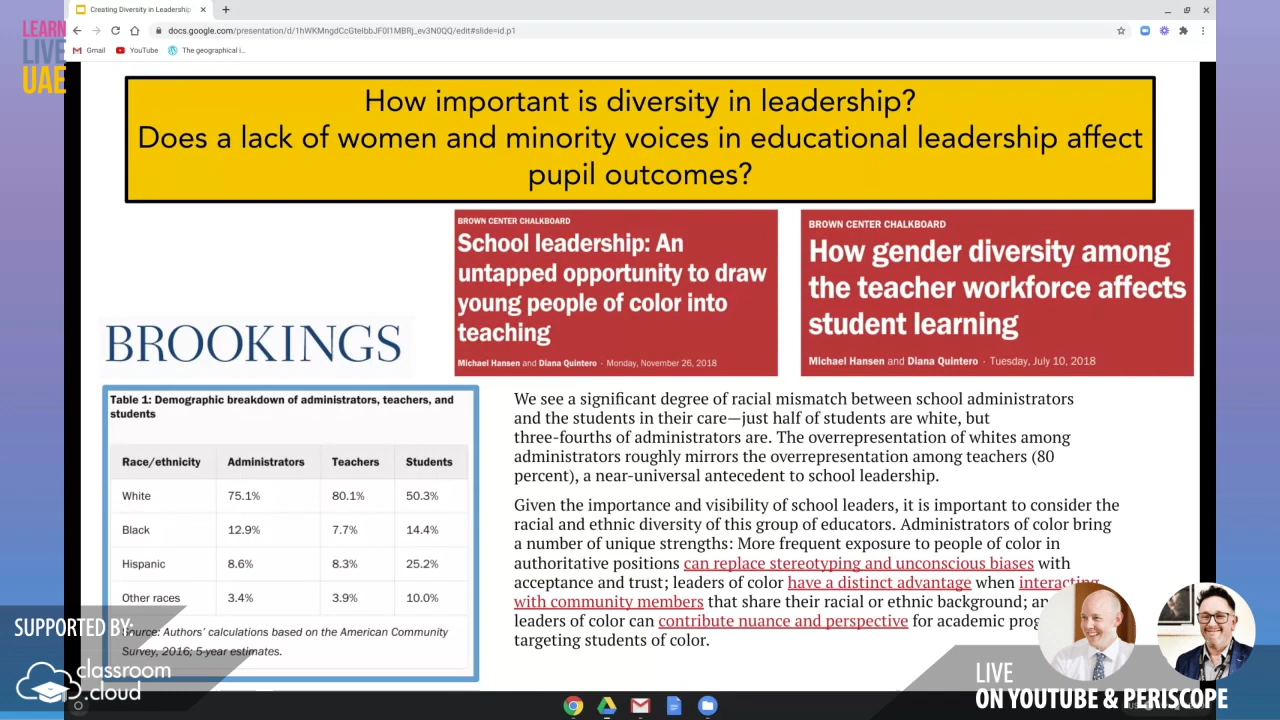 Creating Diversity in Leadership
docs.google.com/presentation/d/1hWKMngdCcGtelbbJF0l1MBRj_ev3N0QQ/edit#slide=id.p1
Gmail
YouTube
The geographical i...
LEARN
LIVE
UAE
How important is diversity in leadership?
Does a lack of women and minority voices in educational leadership affect
pupil outcomes?
BROWN CENTER CHALKBOARD
School leadership: An
untapped opportunity to draw
young people of color into
teaching
Michael Hansen and Diana Quintero · Monday, November 26, 2018
BROWN CENTER CHALKBOARD
How gender diversity among
the teacher workforce affects
student learning
Michael Hansen and Diana Quintero · Tuesday, July 10, 2018
BROOKINGS
Table 1: Demographic breakdown of administrators, teachers, and
students
Race/ethnicity Administrators Teachers Students
White 75.1% 80.1% 50.3%
Black 12.9% 7.7% 14.4%
Hispanic 8.6% 8.3% 25.2%
Other races 3.4% 3.9% 10.0%
Source: Authors' calculations based on the American Community
Survey, 2016; 5-year estimates.
We see a significant degree of racial mismatch between school administrators
and the students in their care—just half of students are white, but
three-fourths of administrators are. The overrepresentation of whites among
administrators roughly mirrors the overrepresentation among teachers (80
percent), a near-universal antecedent to school leadership.
Given the importance and visibility of school leaders, it is important to consider the
racial and ethnic diversity of this group of educators. Administrators of color bring
a number of unique strengths: More frequent exposure to people of color in
authoritative positions can replace stereotyping and unconscious biases with
acceptance and trust; leaders of color have a distinct advantage when interacting
with community members that share their racial or ethnic background; an
leaders of color can contribute nuance and perspective for academic prog
targeting students of color.
SUPPORTED BY:
classroom
.cloud
LIVE
ON YOUTUBE & PERISCOPE